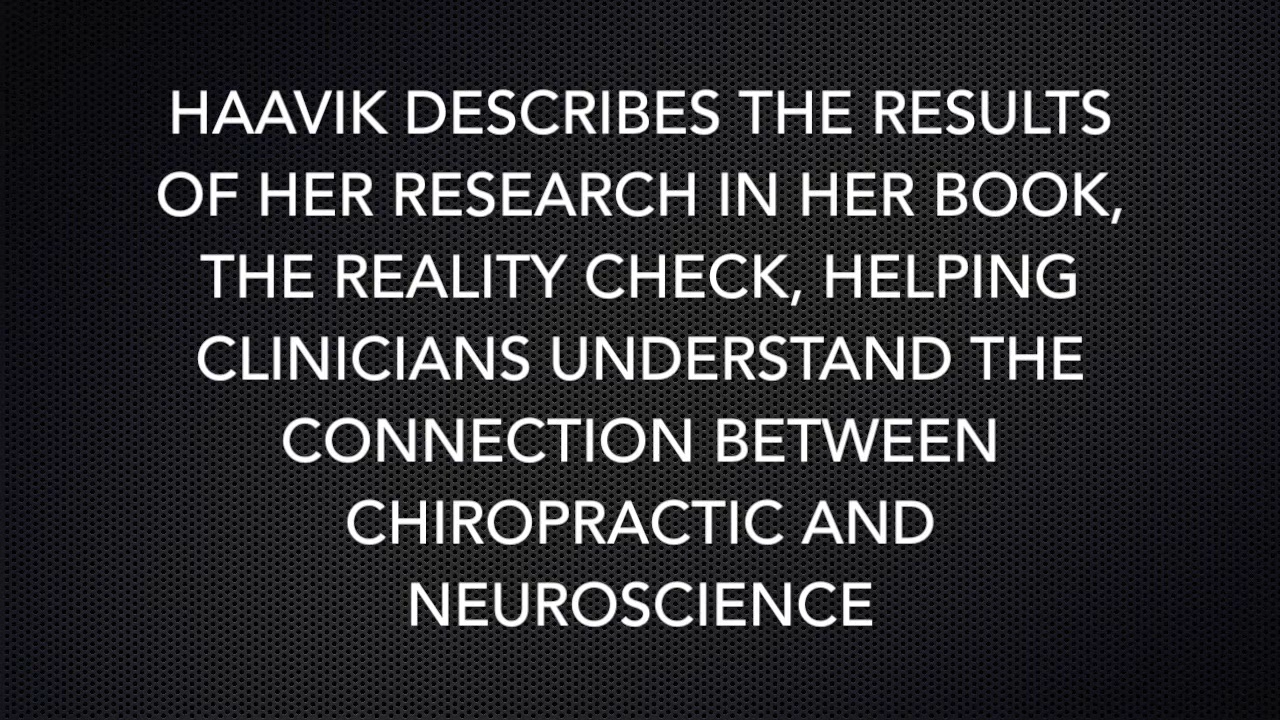 HAAVIK DESCRIBES THE RESULTS
OF HER RESEARCH IN HER BOOK,
THE REALITY CHECK, HELPING
CLINICIANS UNDERSTAND THE
CONNECTION BETWEEN
CHIROPRACTIC AND
NEUROSCIENCE